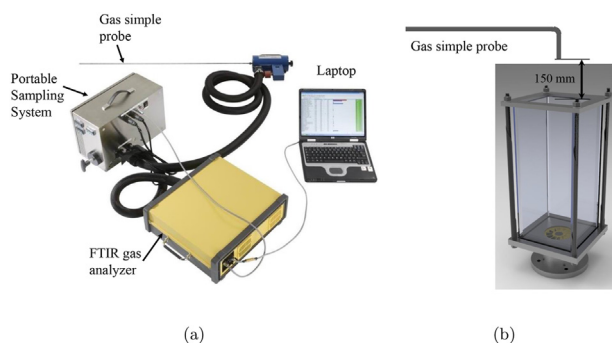 Gas simple
probe
Portable
Sampling
System
Laptop
FTIR gas
analyzer
(a)
Gas simple probe
150 mm
(b)